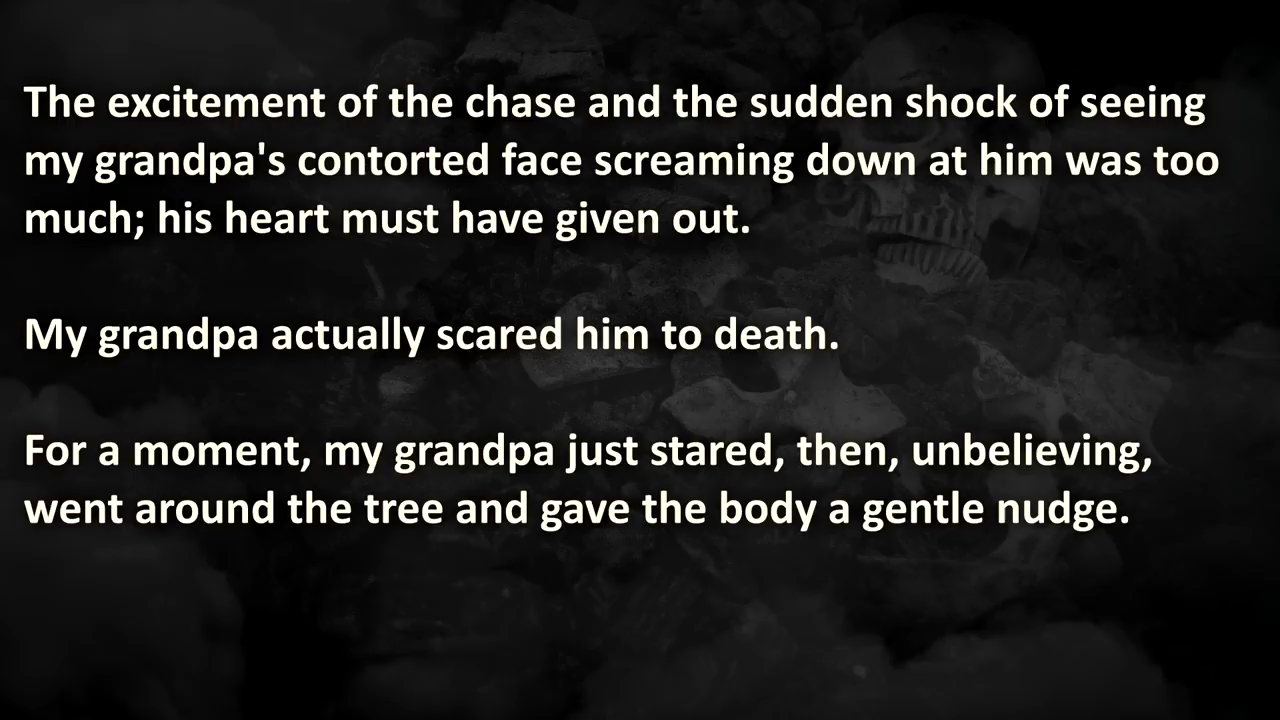 The excitement of the chase and the sudden shock of seeing
my grandpa's contorted face screaming down at him was too
much; his heart must have given out.
My grandpa actually scared him to death.
For a moment, my grandpa just stared, then, unbelieving,
went around the tree and gave the body a gentle nudge.